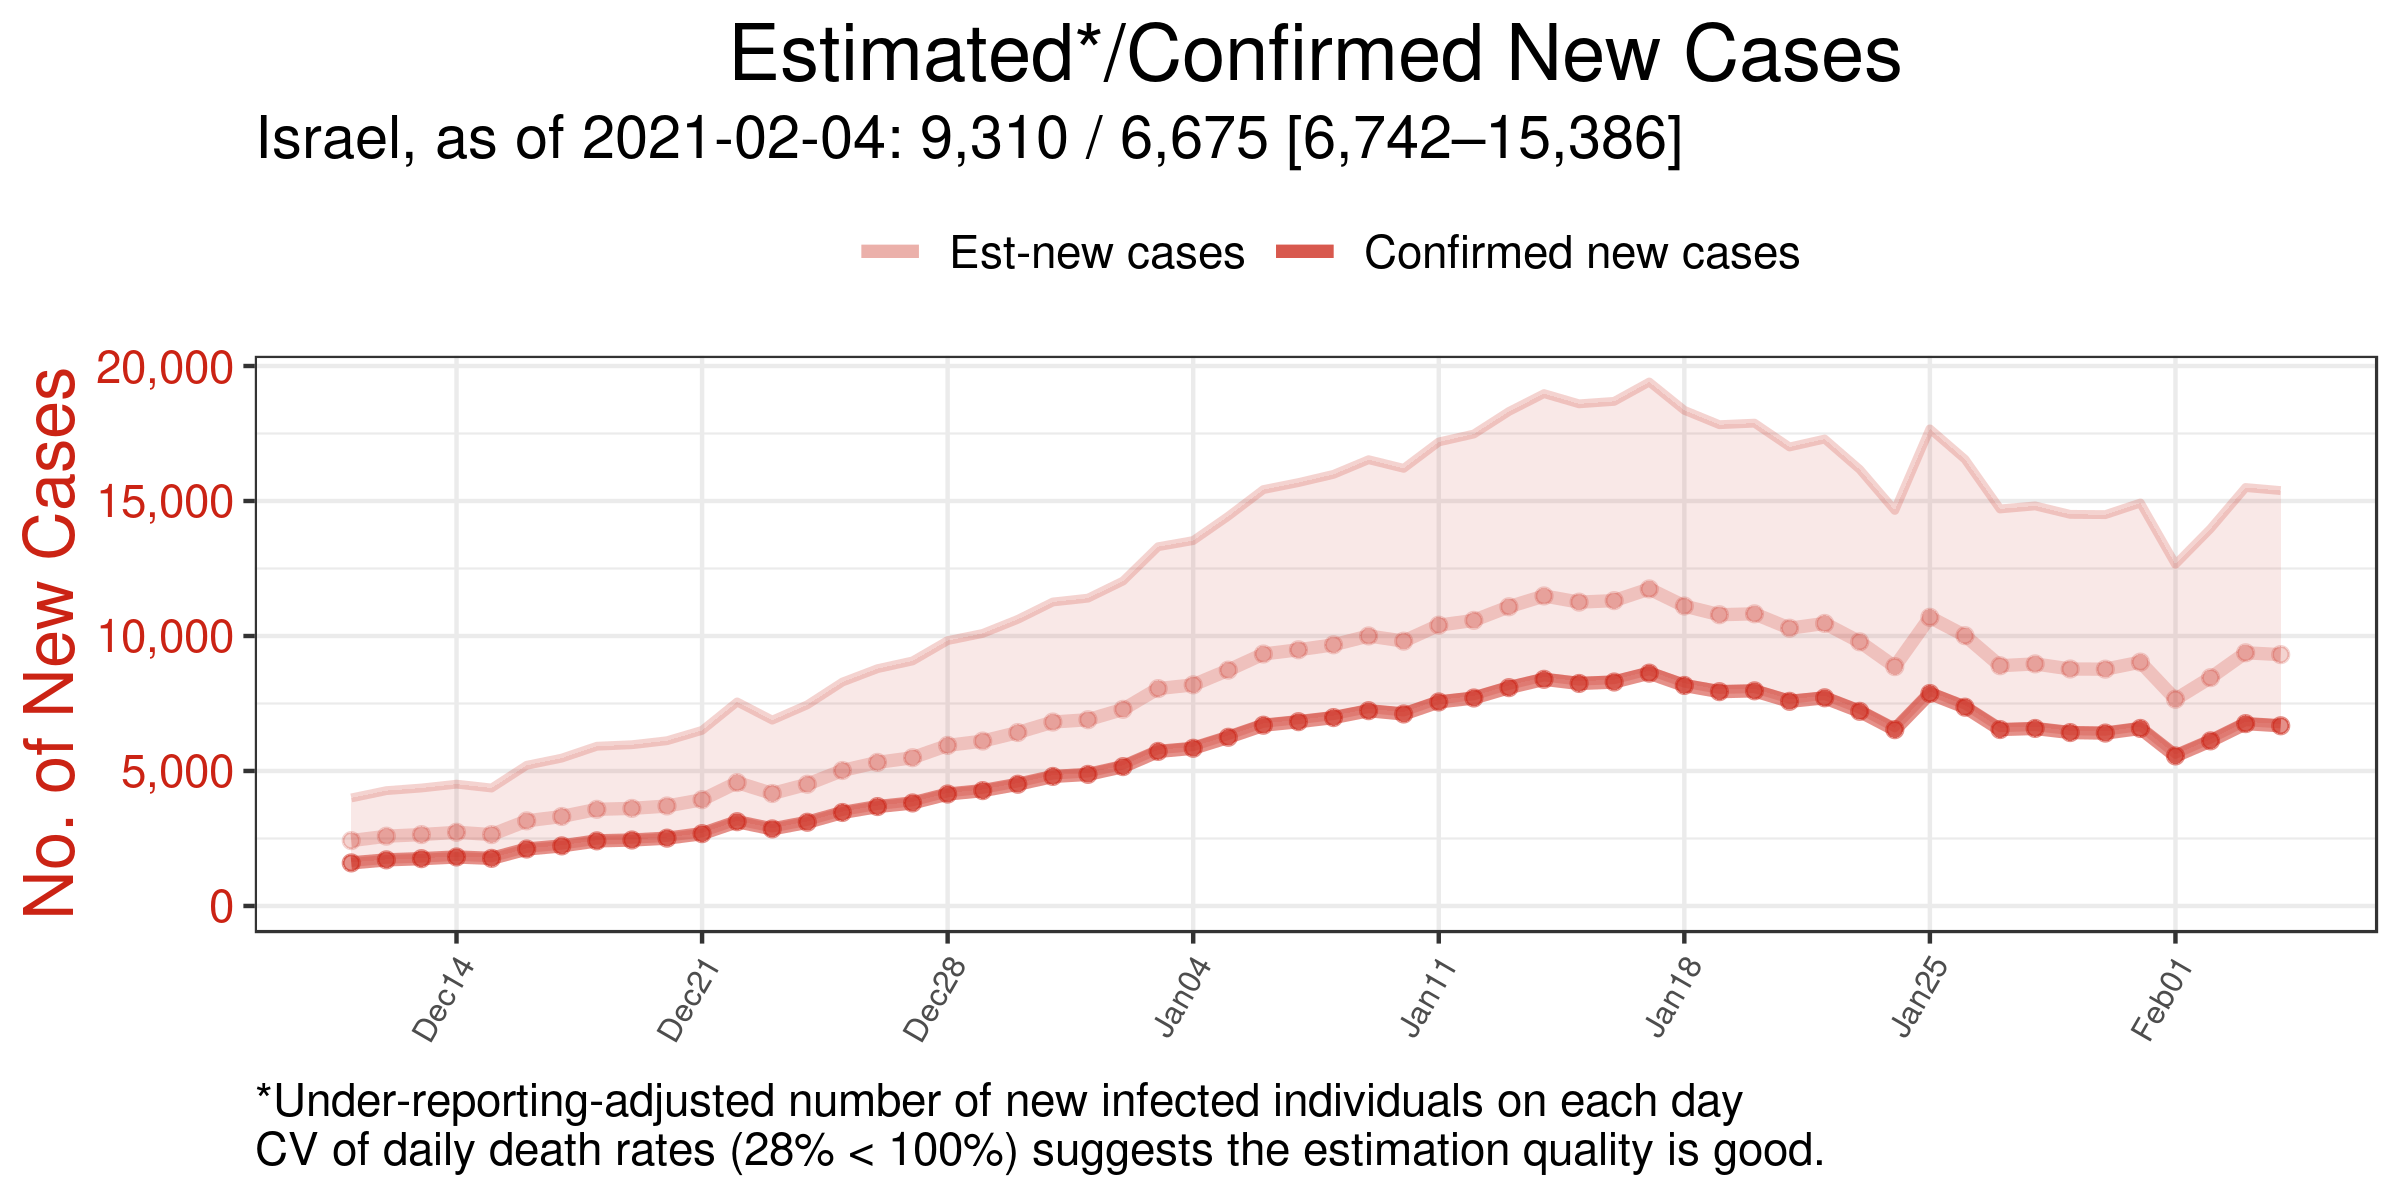 Estimated*/Confirmed New Cases
Israel, as of 2021-02-04: 9,310 / 6,675 [6,742–15,386]
Est-new cases Confirmed new cases
No. of New Cases
20,000
15,000
10,000
5,000
0
Dec14 Dec21 Dec28 Jan04 Jan11 Jan18 Jan25 Feb01
*Under-reporting-adjusted number of new infected individuals on each day
CV of daily death rates (28% < 100%) suggests the estimation quality is good.